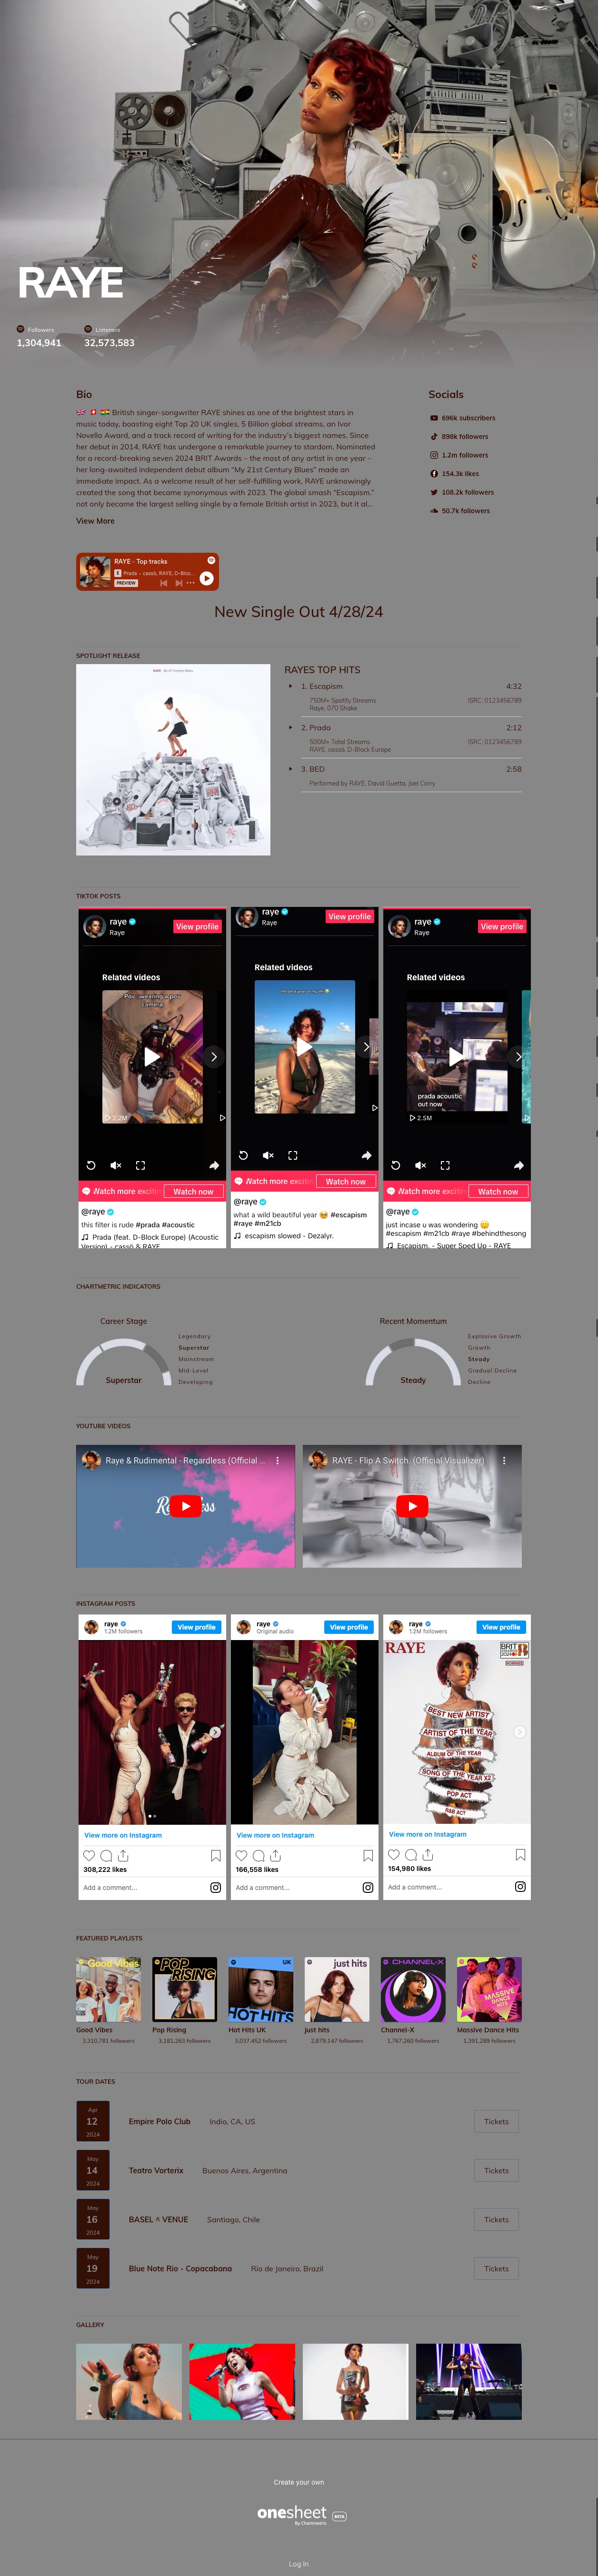 RAYE
Followers
Listeners
1,304,941
32,573,583
Bio
British singer-songwriter RAYE shines as one of the brightest stars in
music today, boasting eight Top 20 UK singles, 5 Billion global streams, an Ivor
Novello Award, and a track record of writing for the industry's biggest names. Since
her debut in 2014, RAYE has undergone a remarkable journey to stardom. Nominated
for a record-breaking seven 2024 BRIT Awards – the most of any artist in one year –
her long-awaited independent debut album "My 21st Century Blues" made an
immediate impact. As a welcome result of her self-fulfilling work, RAYE unknowingly
created the song that became synonymous with 2023. The global smash "Escapism."
not only became the largest selling single by a female British artist in 2023, but it al...
View More
Socials
696k subscribers
898k followers
1.2m followers
154.3k likes
108.2k followers
50.7k followers
RAYE - Top tracks
E Prada - cassö, RAYE, D-Bloc...
PREVIEW
New Single Out 4/28/24
SPOTLIGHT RELEASE
RAYES TOP HITS
1. Escapism 4:32
750M+ Spotify Streams ISRC: 0123456789
Raye, 070 Shake
2. Prada 2:12
500M+ Total Streams ISRC: 0123456789
RAYE, cassö, D-Block Europe
3. BED 2:58
Performed by RAYE, David Guetta, Joel Corry
TIKTOK POSTS
raye
Raye
View profile
Related videos
Pov: wearing a pov
camera
2.2M
Watch more exciti
Watch now
@raye
this filter is rude #prada #acoustic
Prada (feat. D-Block Europe) (Acoustic
Version) - cassö & RAYE
raye
Raye
View profile
Related videos
the best year of my life
Watch more exciti
Watch now
@raye
what a wild beautiful year 🥹 #escapism
#raye #m21cb
escapism slowed - Dezalyr.
raye
Raye
View profile
Related videos
prada acoustic
out now
2.5M
Watch more exciti
Watch now
@raye
just incase u was wondering
#escapism #m21cb #raye #behindthesong
Escapism. - Super Sped Up - RAYE
CHARTMETRIC INDICATORS
Career Stage
Superstar
Legendary
Superstar
Mainstream
Mid-Level
Developing
Recent Momentum
Steady
Explosive Growth
Growth
Steady
Gradual Decline
Decline
YOUTUBE VIDEOS
Raye & Rudimental - Regardless (Official ...
RAYE - Flip A Switch. (Official Visualizer)
INSTAGRAM POSTS
raye
1.2M followers
View profile
View more on Instagram
308,222 likes
Add a comment...
raye
Original audio
View profile
View more on Instagram
166,558 likes
Add a comment...
raye
1.2M followers
View profile
RAYE
BRIT
NOMINEE
BEST NEW ARTIST
ARTIST OF THE YEAR
ALBUM OF THE YEAR
SONG OF THE YEAR X2
POP ACT
R&B ACT
View more on Instagram
154,980 likes
Add a comment...
FEATURED PLAYLISTS
Good Vibes
POP RISING
UK
HOT HITS
just hits
CHANNEL-X
MASSIVE DANCE HITS
Good Vibes
3,310,781 followers
Pop Rising
3,181,263 followers
Hot Hits UK
3,037,452 followers
just hits
2,879,147 followers
Channel-X
1,767,260 followers
Massive Dance Hits
1,391,289 followers
TOUR DATES
Apr
12
2024
Empire Polo Club Indio, CA, US
Tickets
May
14
2024
Teatro Vorterix Buenos Aires, Argentina
Tickets
May
16
2024
BASEL ^ VENUE Santiago, Chile
Tickets
May
19
2024
Blue Note Rio - Copacabana Rio de Janeiro, Brazil
Tickets
GALLERY
Create your own
onesheet BETA
By Chartmetric
Log In